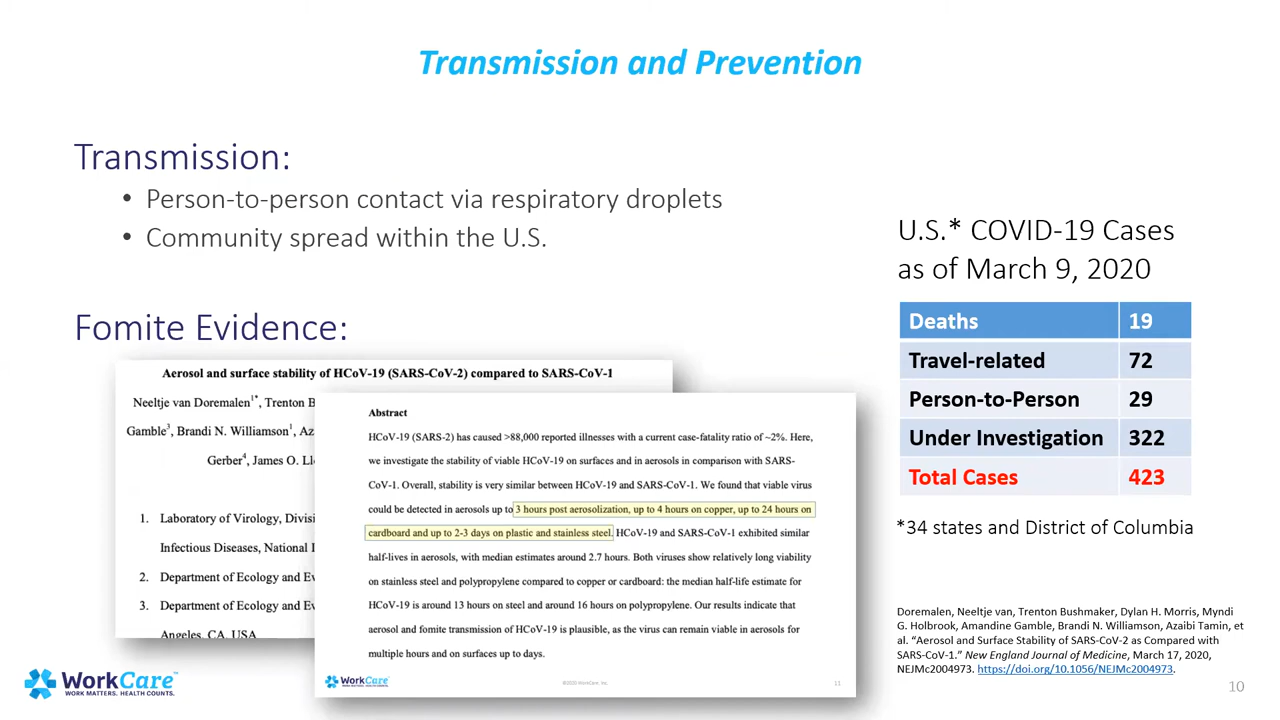 Transmission and Prevention
Transmission:
• Person-to-person contact via respiratory droplets
• Community spread within the U.S.
Fomite Evidence:
Aerosol and surface stability of HCoV-19 (SARS-CoV-2) compared to SARS-CoV-1
Neeltje van Doremalen1*, Trenton B
Gamble3, Brandi N. Williamson1, Az
Gerber4, James O. Ll
1. Laboratory of Virology, Divisi
Infectious Diseases, National I
2. Department of Ecology and Ev
3. Department of Ecology and Ev
Angeles, CA, USA
Abstract
HCoV-19 (SARS-2) has caused >88,000 reported illnesses with a current case-fatality ratio of ~2%. Here,
we investigate the stability of viable HCoV-19 on surfaces and in aerosols in comparison with SARS-
CoV-1. Overall, stability is very similar between HCoV-19 and SARS-CoV-1. We found that viable virus
could be detected in aerosols up to 3 hours post aerosolization, up to 4 hours on copper, up to 24 hours on
cardboard and up to 2-3 days on plastic and stainless steel. HCoV-19 and SARS-CoV-1 exhibited similar
half-lives in aerosols, with median estimates around 2.7 hours. Both viruses show relatively long viability
on stainless steel and polypropylene compared to copper or cardboard: the median half-life estimate for
HCoV-19 is around 13 hours on steel and around 16 hours on polypropylene. Our results indicate that
aerosol and fomite transmission of HCoV-19 is plausible, as the virus can remain viable in aerosols for
multiple hours and on surfaces up to days.
WorkCare™
WORK MATTERS. HEALTH COUNTS.
©2020 WorkCare, Inc.
11
U.S.* COVID-19 Cases
as of March 9, 2020
Deaths 19
Travel-related 72
Person-to-Person 29
Under Investigation 322
Total Cases 423
*34 states and District of Columbia
Doremalen, Neeltje van, Trenton Bushmaker, Dylan H. Morris, Myndi
G. Holbrook, Amandine Gamble, Brandi N. Williamson, Azaibi Tamin, et
al. “Aerosol and Surface Stability of SARS-CoV-2 as Compared with
SARS-CoV-1.” New England Journal of Medicine, March 17, 2020,
NEJMc2004973. https://doi.org/10.1056/NEJMc2004973.
WorkCare™
WORK MATTERS. HEALTH COUNTS.
10